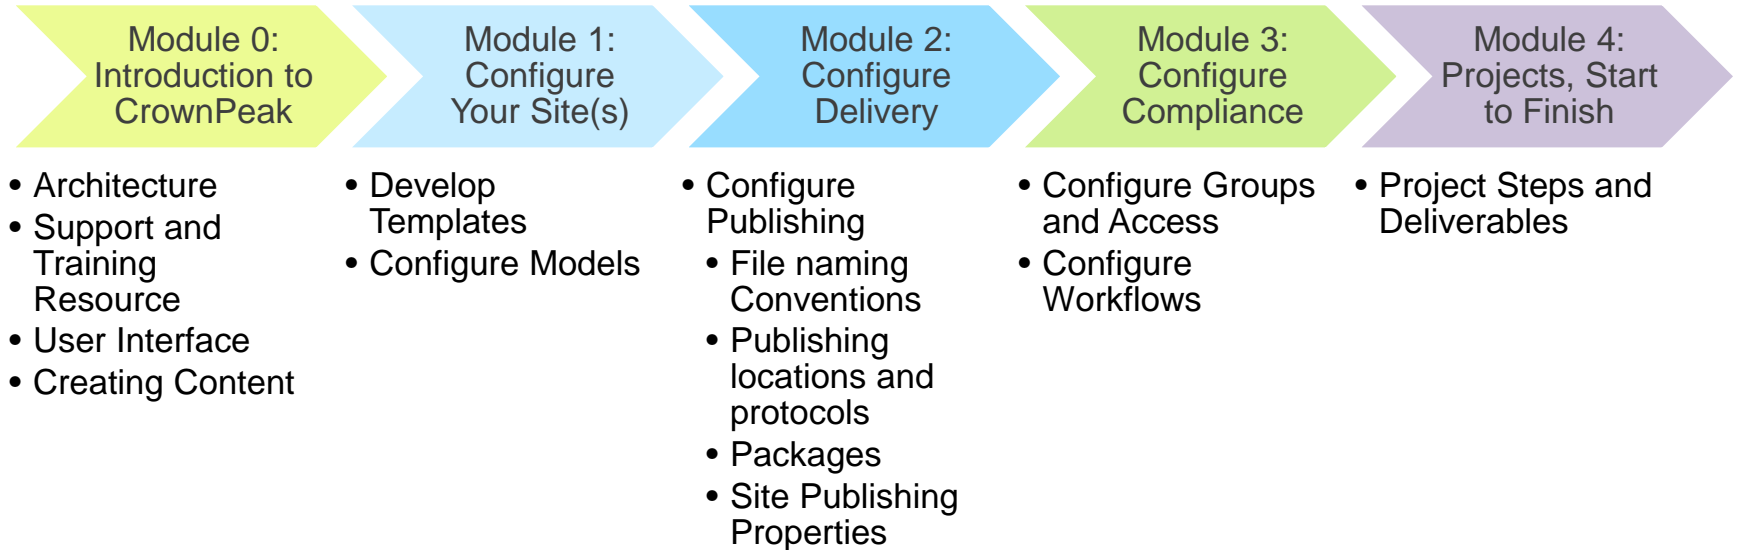 Module 0:
Introduction to
CrownPeak
Module 1:
Configure
Your Site(s)
Module 2:
Configure
Delivery
Module 3:
Configure
Compliance
Module 4:
Projects, Start
to Finish
• Architecture
• Support and
Training
Resource
• User Interface
• Creating Content
• Develop
Templates
• Configure Models
• Configure
Publishing
• File naming
Conventions
• Publishing
locations and
protocols
• Packages
• Site Publishing
Properties
• Configure Groups
and Access
• Configure
Workflows
• Project Steps and
Deliverables